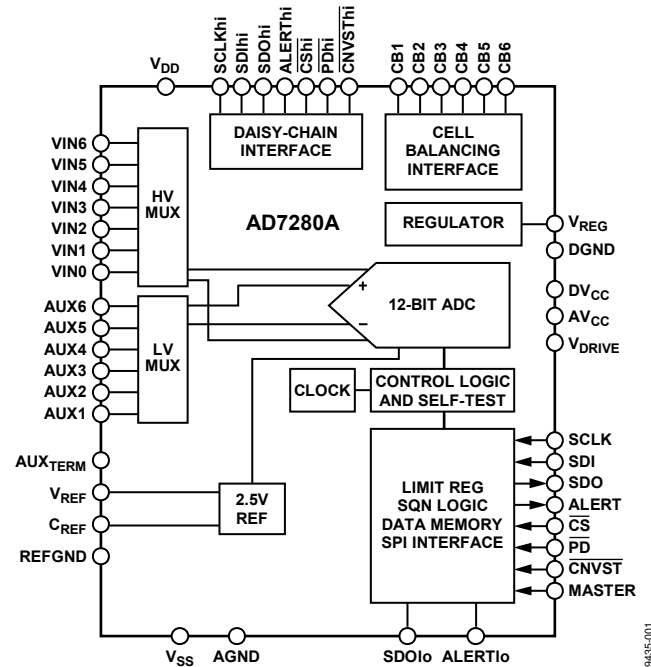 SCLKhi
SDIhi
SDOhi
ALERThi
CShi
PDhi
CNVSThi
CB1
CB2
CB3
CB4
CB5
CB6
VDD
DAISY-CHAIN
INTERFACE
CELL
BALANCING
INTERFACE
VIN6
VIN5
VIN4
VIN3
VIN2
VIN1
VIN0
HV
MUX
AD7280A
REGULATOR
VREG
DGND
DVCC
AVCC
VDRIVE
AUX6
AUX5
AUX4
AUX3
AUX2
AUX1
LV
MUX
+
−
12-BIT ADC
CLOCK
CONTROL LOGIC
AND SELF-TEST
AUXTERM
VREF
CREF
REFGND
2.5V
REF
LIMIT REG
SQN LOGIC
DATA MEMORY
SPI INTERFACE
SCLK
SDI
SDO
ALERT
CS
PD
CNVST
MASTER
VSS
AGND
SDOlo
ALERTlo
9435-001